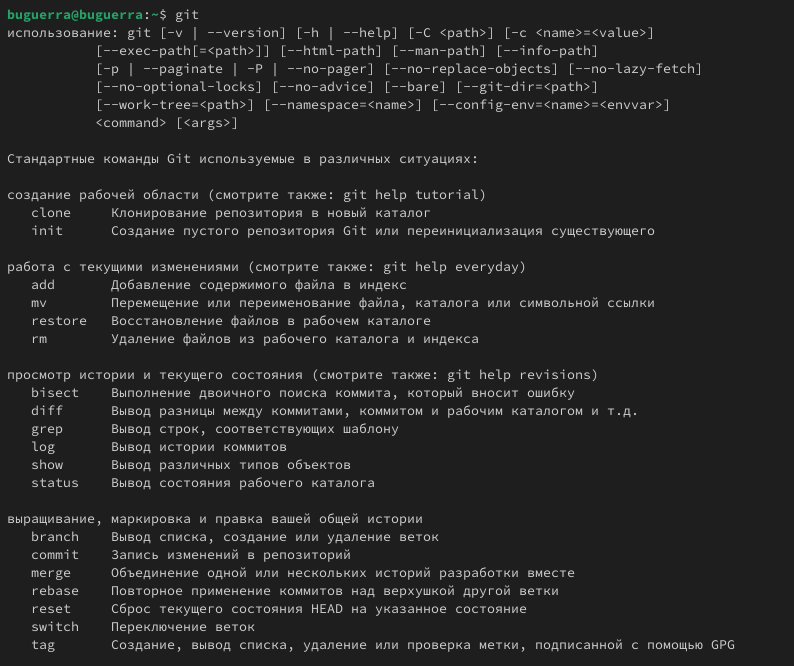 buguerra@buguerra:~$ git
использование: git [-v | --version] [-h | --help] [-C <path>] [-c <name>=<value>]
           [--exec-path[=<path>]] [--html-path] [--man-path] [--info-path]
           [-p | --paginate | -P | --no-pager] [--no-replace-objects] [--no-lazy-fetch]
           [--no-optional-locks] [--no-advice] [--bare] [--git-dir=<path>]
           [--work-tree=<path>] [--namespace=<name>] [--config-env=<name>=<envvar>]
           <command> [<args>]

Стандартные команды Git используемые в различных ситуациях:

создание рабочей области (смотрите также: git help tutorial)
   clone     Клонирование репозитория в новый каталог
   init      Создание пустого репозитория Git или переинициализация существующего

работа с текущими изменениями (смотрите также: git help everyday)
   add       Добавление содержимого файла в индекс
   mv        Перемещение или переименование файла, каталога или символьной ссылки
   restore   Восстановление файлов в рабочем каталоге
   rm        Удаление файлов из рабочего каталога и индекса

просмотр истории и текущего состояния (смотрите также: git help revisions)
   bisect    Выполнение двоичного поиска коммита, который вносит ошибку
   diff      Вывод разницы между коммитами, коммитом и рабочим каталогом и т.д.
   grep      Вывод строк, соответствующих шаблону
   log       Вывод истории коммитов
   show      Вывод различных типов объектов
   status    Вывод состояния рабочего каталога

выращивание, маркировка и правка вашей общей истории
   branch    Вывод списка, создание или удаление веток
   commit    Запись изменений в репозиторий
   merge     Объединение одной или нескольких историй разработки вместе
   rebase    Повторное применение коммитов над верхушкой другой ветки
   reset     Сброс текущего состояния HEAD на указанное состояние
   switch    Переключение веток
   tag       Создание, вывод списка, удаление или проверка метки, подписанной с помощью GPG